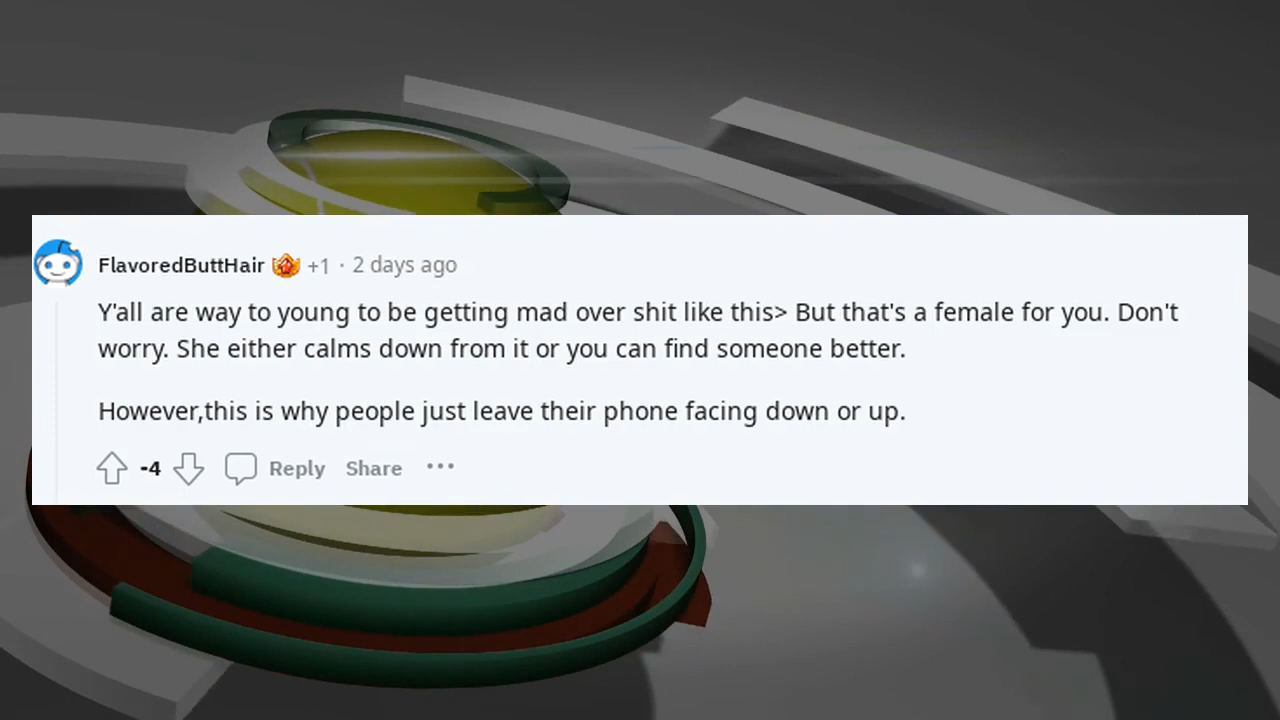 FlavoredButtHair +1 · 2 days ago
Y'all are way to young to be getting mad over shit like this> But that's a female for you. Don't
worry. She either calms down from it or you can find someone better.
However,this is why people just leave their phone facing down or up.
-4 Reply Share •••